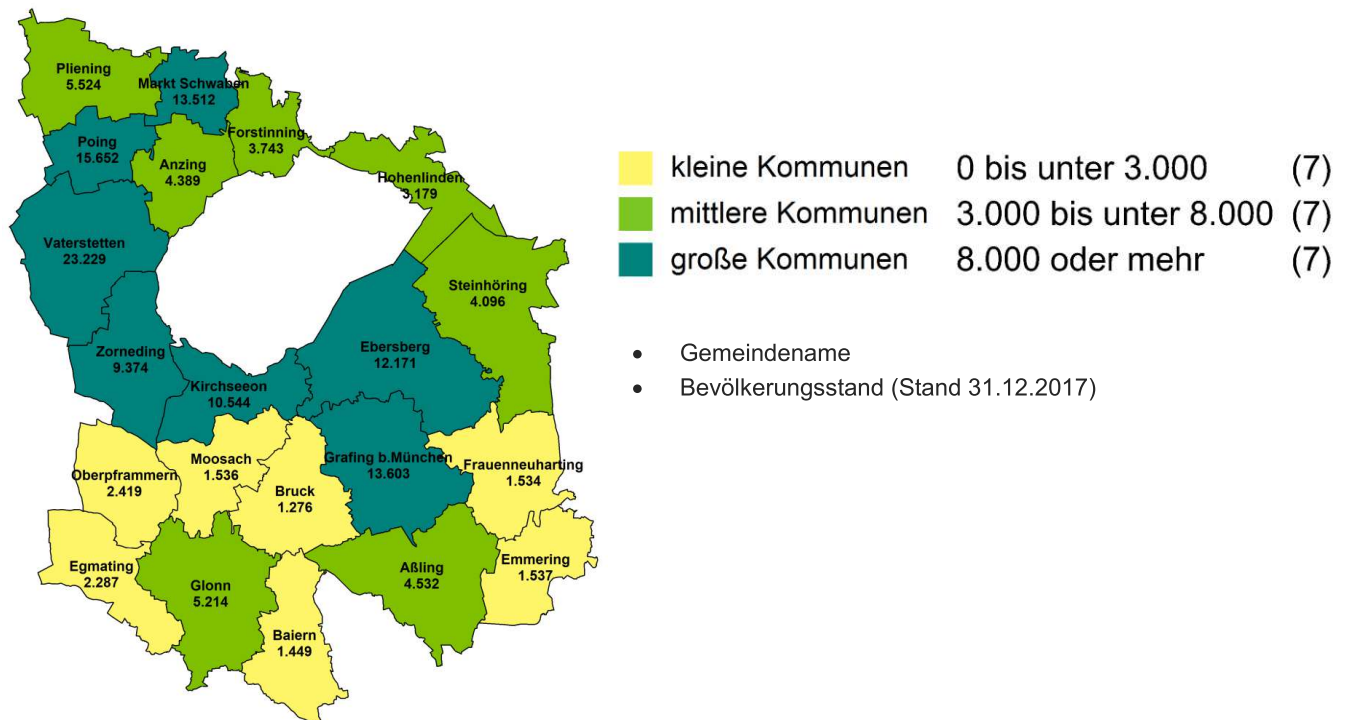 Pliening
5.524
Markt Schwaben
13.512
Forstinning
3.743
Poing
15.652
Anzing
4.389
Hohenlinden
3.179
Vaterstetten
23.229
Steinhöring
4.096
Zorneding
9.374
Ebersberg
12.171
Kirchseeon
10.544
Oberpframmern
2.419
Moosach
1.536
Bruck
1.276
Grafing b.München
13.603
Frauenneuharting
1.534
Egmating
2.287
Glonn
5.214
Aßling
4.532
Emmering
1.537
Baiern
1.449
kleine Kommunen 0 bis unter 3.000 (7)
mittlere Kommunen 3.000 bis unter 8.000 (7)
große Kommunen 8.000 oder mehr (7)
• Gemeindename
• Bevölkerungsstand (Stand 31.12.2017)